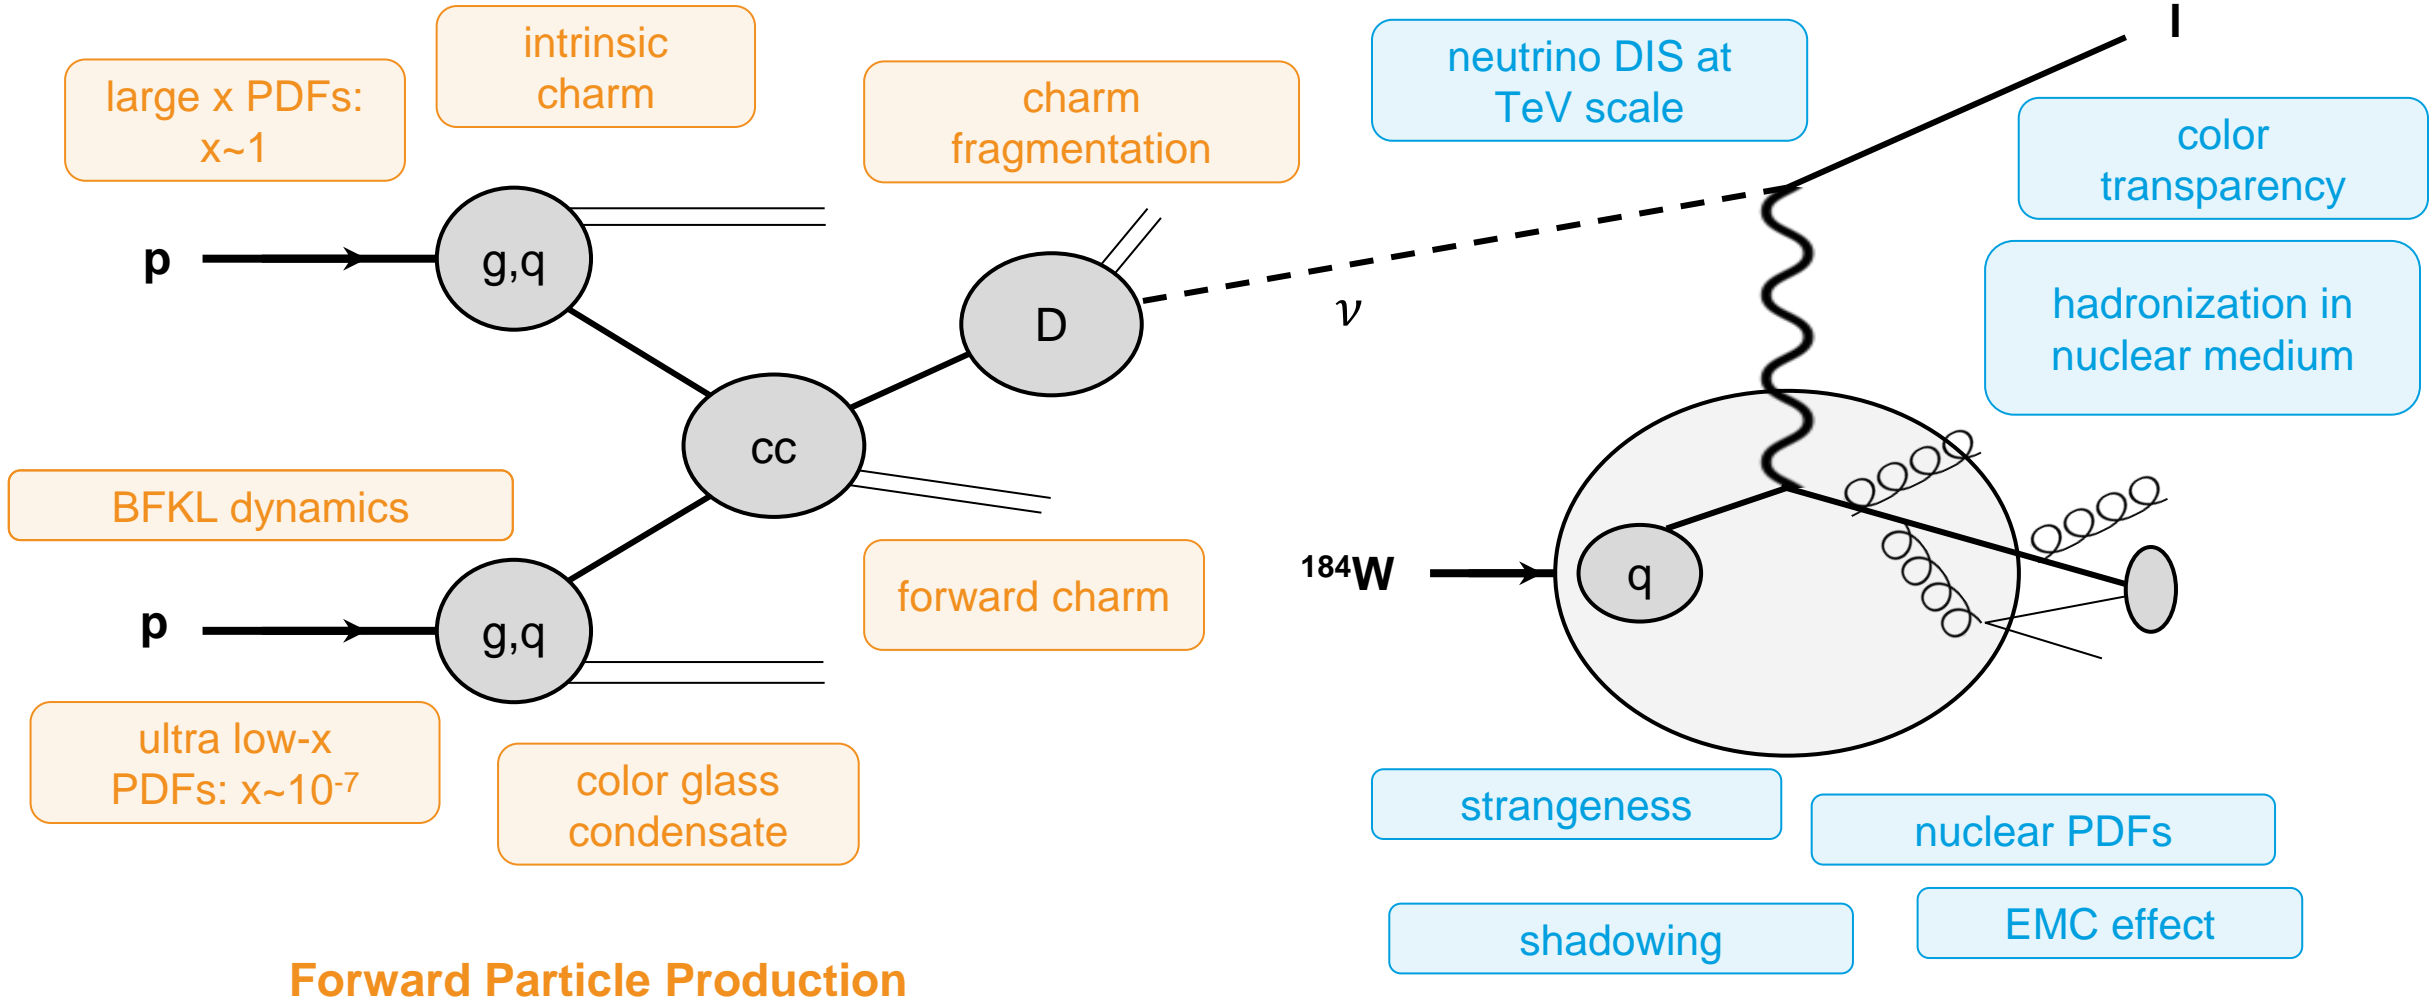 large x PDFs:
x~1
intrinsic
charm
charm
fragmentation
neutrino DIS at
TeV scale
l
color
transparency
p
g,q
D
ν
hadronization in
nuclear medium
cc
BFKL dynamics
forward charm
¹⁸⁴W
q
p
g,q
ultra low-x
PDFs: x~10⁻⁷
color glass
condensate
strangeness
nuclear PDFs
shadowing
EMC effect
Forward Particle Production